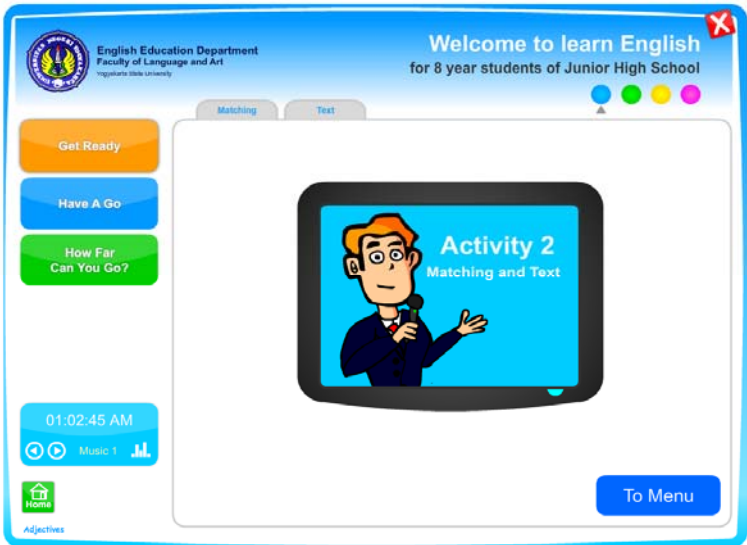 English Education Department
Faculty of Language and Art
Yogyakarta State University
Welcome to learn English
for 8 year students of Junior High School
Matching
Text
Get Ready
Have A Go
How Far
Can You Go?
Activity 2
Matching and Text
01:02:45 AM
Music 1
Home
Adjectives
To Menu